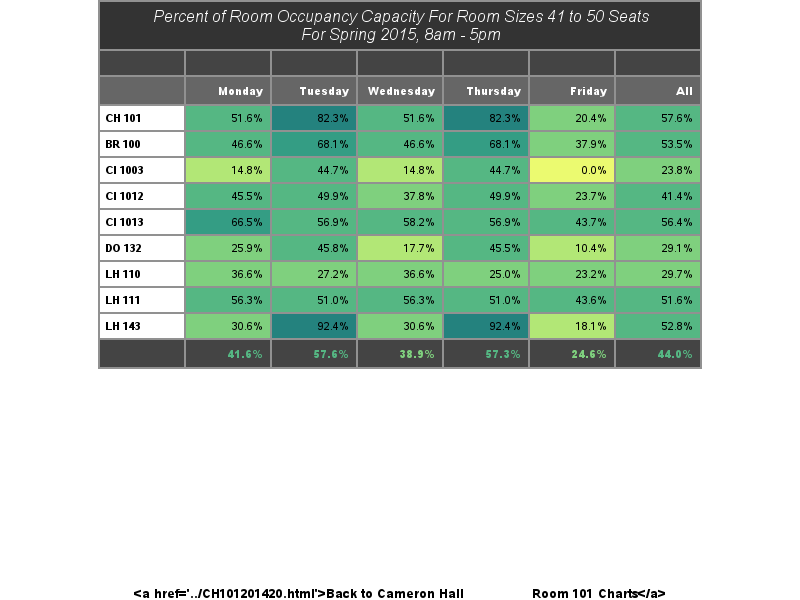 Percent of Room Occupancy Capacity For Room Sizes 41 to 50 Seats
For Spring 2015, 8am - 5pm
Monday Tuesday Wednesday Thursday Friday All
CH 101 51.6% 82.3% 51.6% 82.3% 20.4% 57.6%
BR 100 46.6% 68.1% 46.6% 68.1% 37.9% 53.5%
CI 1003 14.8% 44.7% 14.8% 44.7% 0.0% 23.8%
CI 1012 45.5% 49.9% 37.8% 49.9% 23.7% 41.4%
CI 1013 66.5% 56.9% 58.2% 56.9% 43.7% 56.4%
DO 132 25.9% 45.8% 17.7% 45.5% 10.4% 29.1%
LH 110 36.6% 27.2% 36.6% 25.0% 23.2% 29.7%
LH 111 56.3% 51.0% 56.3% 51.0% 43.6% 51.6%
LH 143 30.6% 92.4% 30.6% 92.4% 18.1% 52.8%
41.6% 57.6% 38.9% 57.3% 24.6% 44.0%
<a href='../CH101201420.html'>Back to Cameron Hall Room 101 Charts</a>